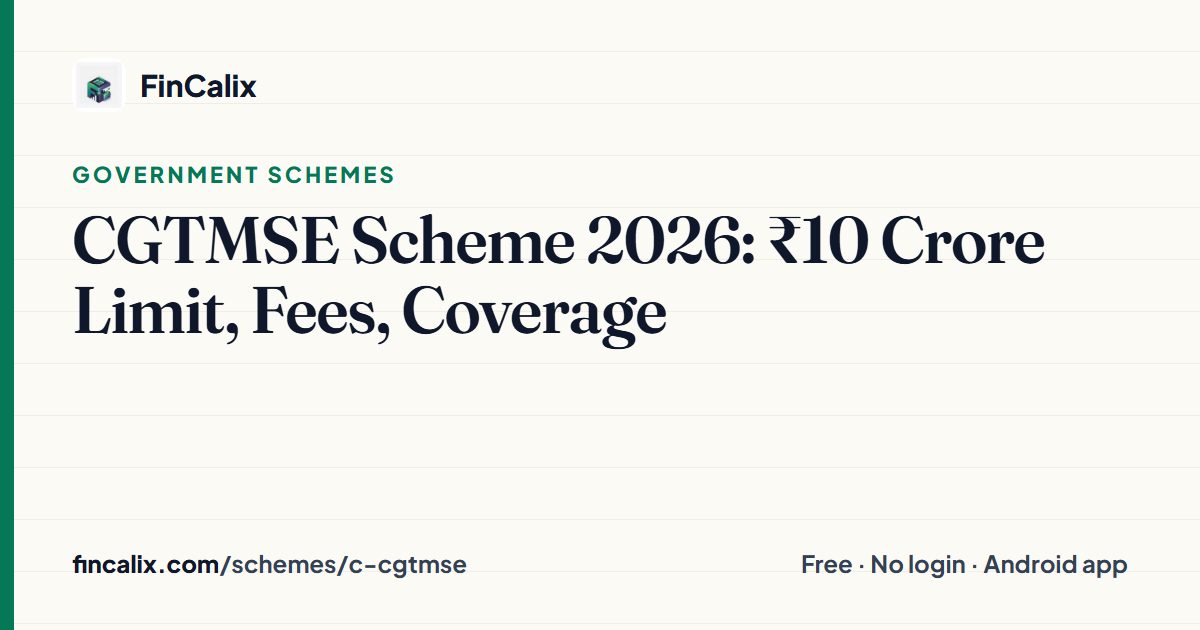 FinCalix
GOVERNMENT SCHEMES
CGTMSE Scheme 2026: ₹10 Crore
Limit, Fees, Coverage
fincalix.com/schemes/c-cgtmse
Free · No login · Android app